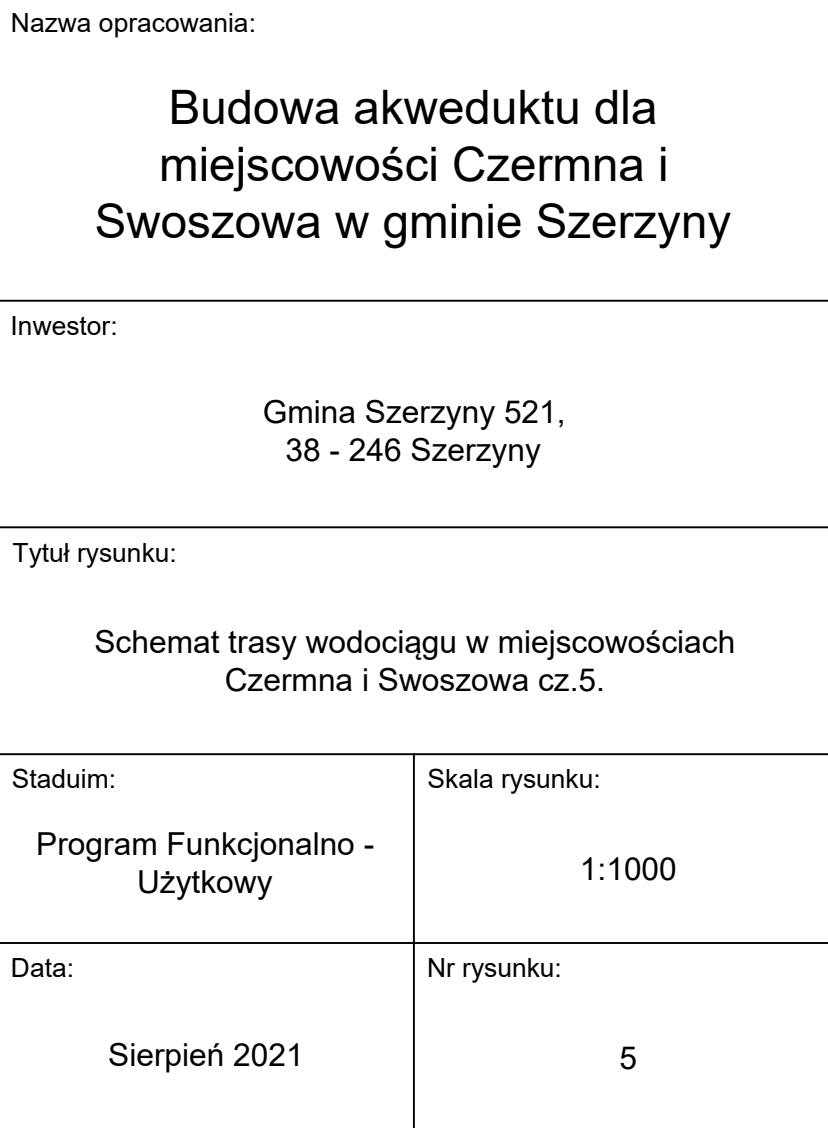 Nazwa opracowania:
Budowa akweduktu dla
miejscowości Czermna i
Swoszowa w gminie Szerzyny
Inwestor:
Gmina Szerzyny 521,
38 - 246 Szerzyny
Tytuł rysunku:
Schemat trasy wodociągu w miejscowościach
Czermna i Swoszowa cz.5.
Staduim:
Program Funkcjonalno -
Użytkowy
Skala rysunku:
1:1000
Data:
Sierpień 2021
Nr rysunku:
5